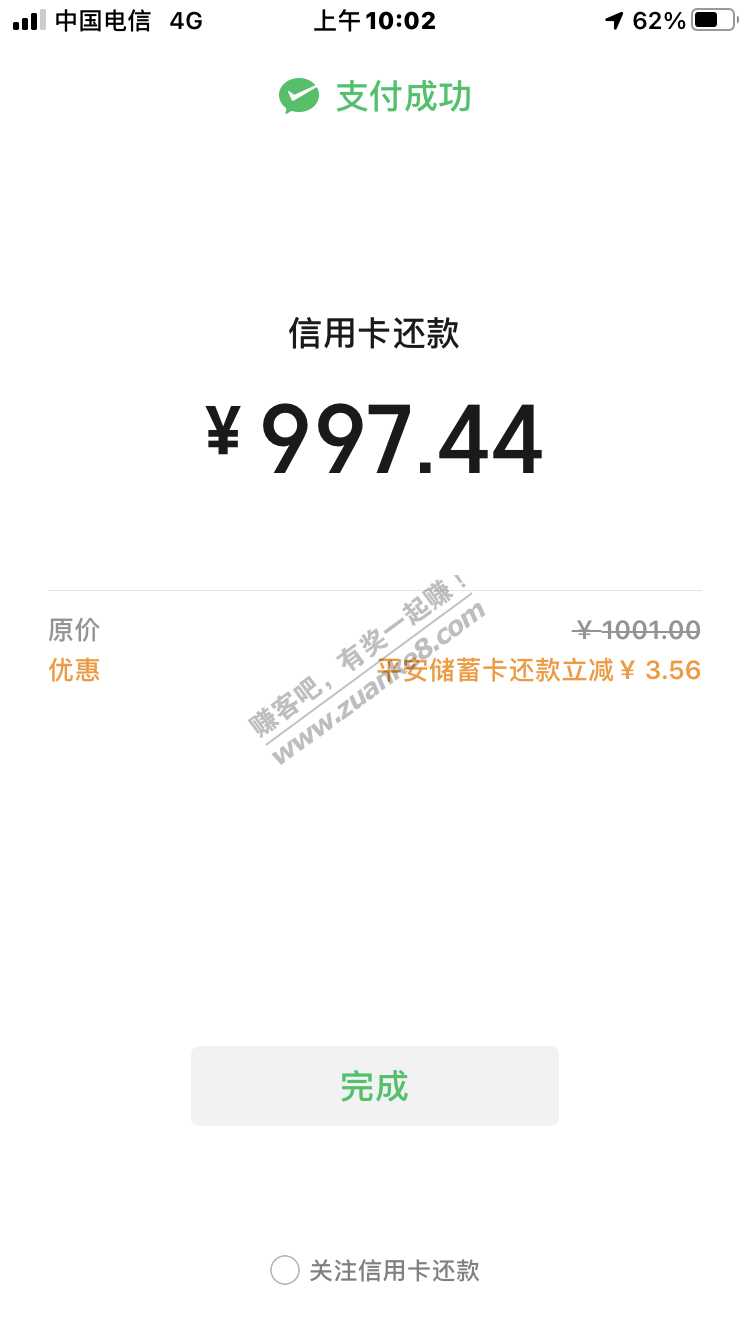 中国电信 4G 上午10:02 62%
支付成功
信用卡还款
¥997.44
原价 ¥ 1001.00
优惠 平安储蓄卡还款立减¥ 3.56
赚客吧，有奖一起赚！
www.zuanke8.com
完成
关注信用卡还款